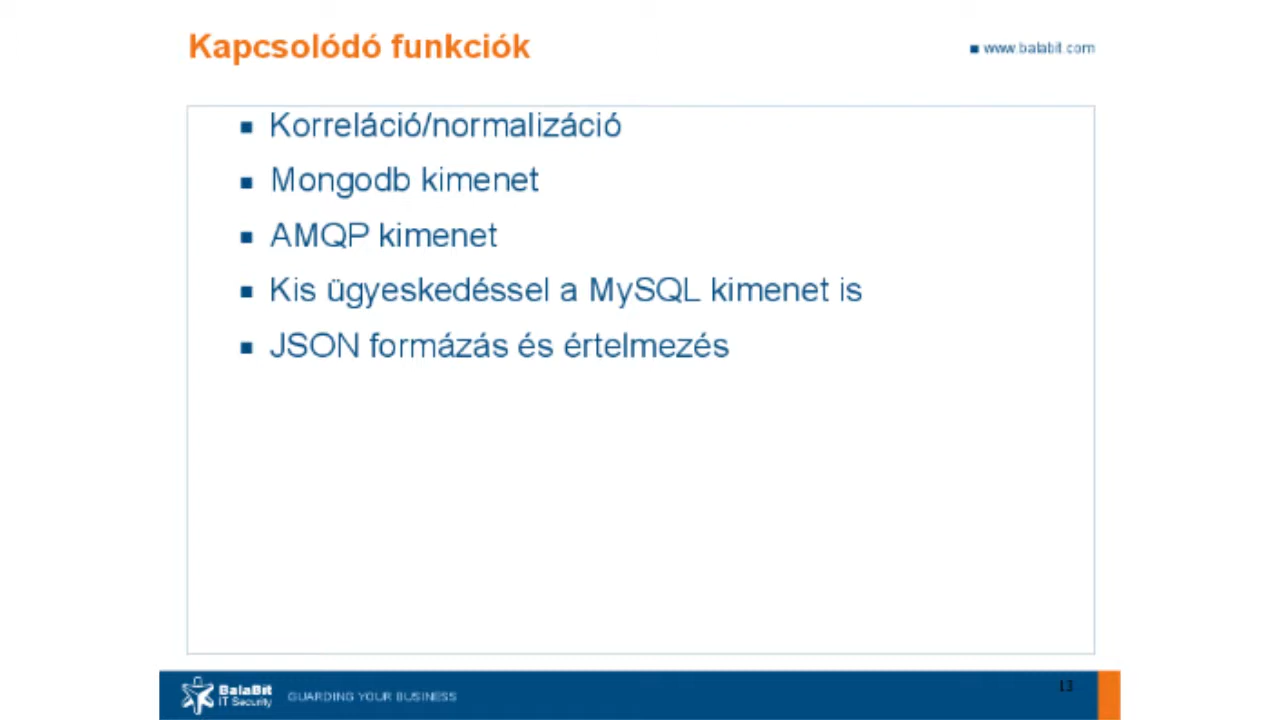 Kapcsolódó funkciók
www.balabit.com
Korreláció/normalizáció
Mongodb kimenet
AMQP kimenet
Kis ügyeskedéssel a MySQL kimenet is
JSON formázás és értelmezés
BalaBit
IT Security
GUARDING YOUR BUSINESS
13